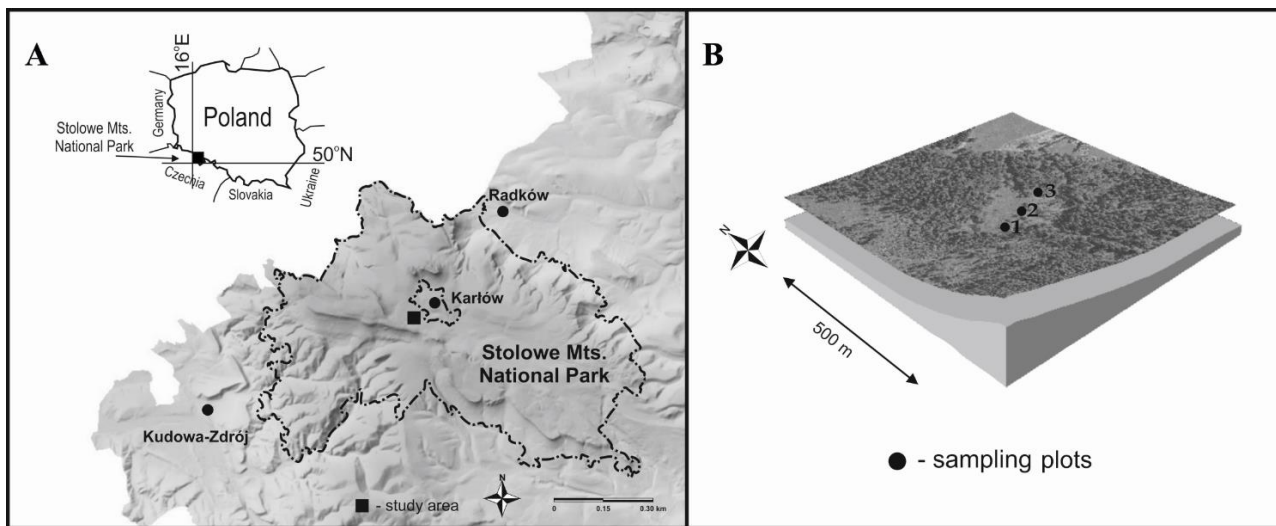 A
16°E
Germany
Poland
Stolowe Mts.
National Park
50°N
Czechia
Slovakia
Ukraine
Radków
Karłów
Stolowe Mts.
National Park
Kudowa-Zdrój
N
- study area
0 0.15 0.30 km
B
3
2
1
N
500 m
- sampling plots